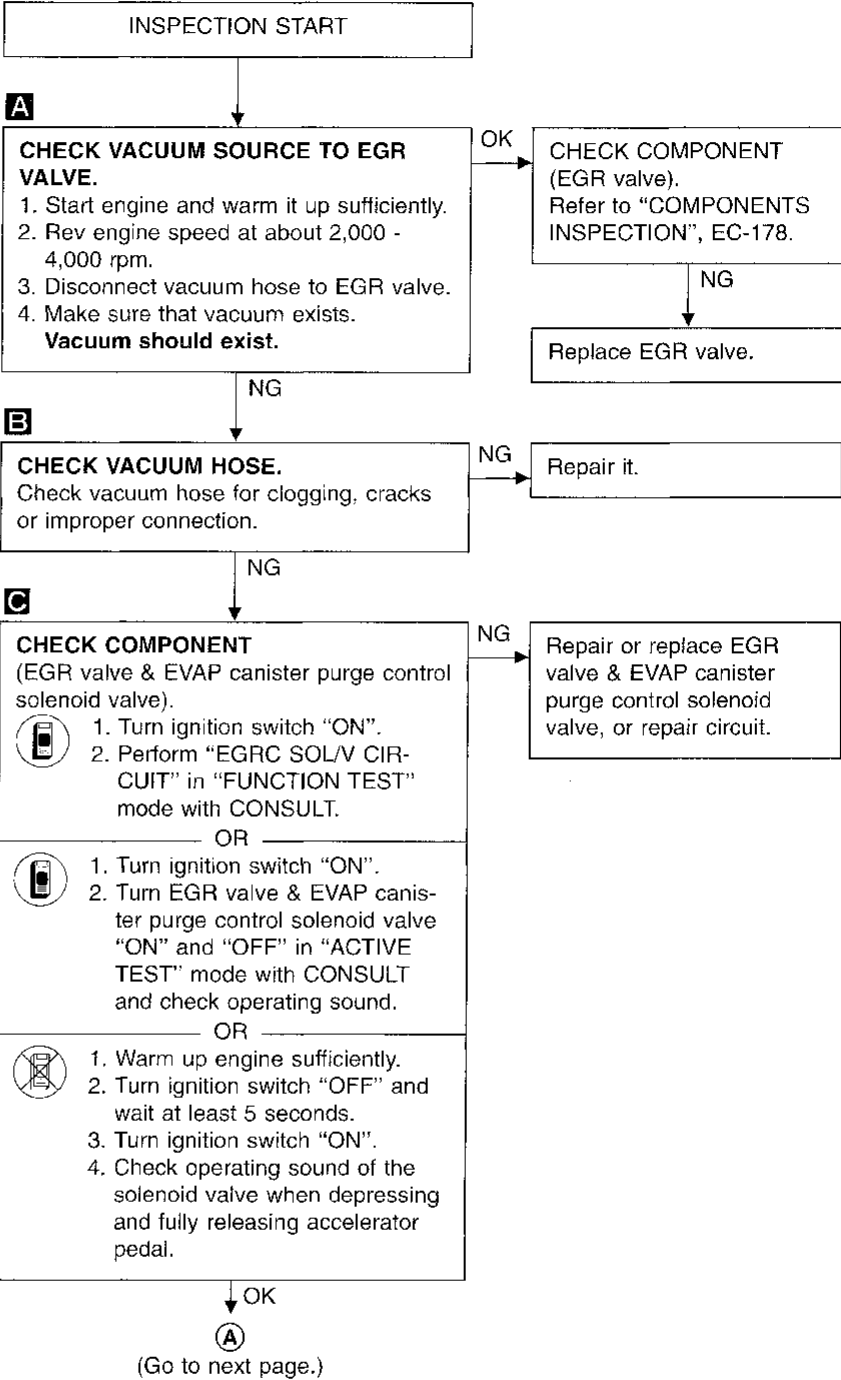 INSPECTION START
A
CHECK VACUUM SOURCE TO EGR
VALVE.
1. Start engine and warm it up sufficiently.
2. Rev engine speed at about 2,000 -
4,000 rpm.
3. Disconnect vacuum hose to EGR valve.
4. Make sure that vacuum exists.
Vacuum should exist.
OK
CHECK COMPONENT
(EGR valve).
Refer to “COMPONENTS
INSPECTION”, EC-178.
NG
Replace EGR valve.
NG
B
CHECK VACUUM HOSE.
Check vacuum hose for clogging, cracks
or improper connection.
NG
Repair it.
NG
C
CHECK COMPONENT
(EGR valve & EVAP canister purge control
solenoid valve).
1. Turn ignition switch “ON”.
2. Perform “EGRC SOL/V CIR-
CUIT” in “FUNCTION TEST”
mode with CONSULT.
OR
1. Turn ignition switch “ON”.
2. Turn EGR valve & EVAP canis-
ter purge control solenoid valve
“ON” and “OFF” in “ACTIVE
TEST” mode with CONSULT
and check operating sound.
OR
1. Warm up engine sufficiently.
2. Turn ignition switch “OFF” and
wait at least 5 seconds.
3. Turn ignition switch “ON”.
4. Check operating sound of the
solenoid valve when depressing
and fully releasing accelerator
pedal.
NG
Repair or replace EGR
valve & EVAP canister
purge control solenoid
valve, or repair circuit.
OK
A
(Go to next page.)